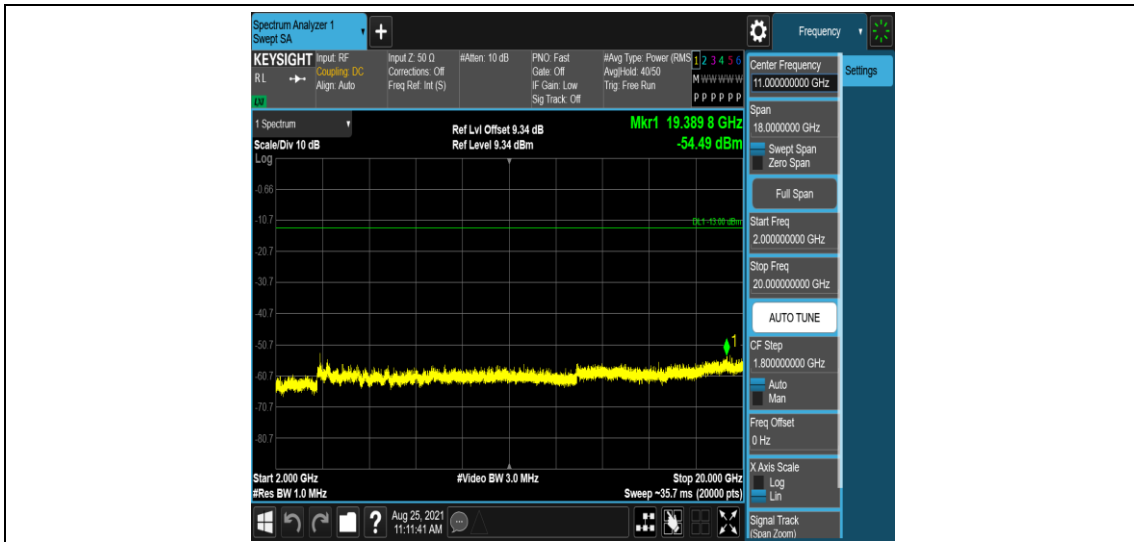 Spectrum Analyzer 1
Swept SA
+
Frequency
KEYSIGHT
RL
LXI
Input: RF
Coupling: DC
Align: Auto
Input Z: 50 Ω
Corrections: Off
Freq Ref: Int (S)
#Atten: 10 dB
PNO: Fast
Gate: Off
IF Gain: Low
Sig Track: Off
#Avg Type: Power (RMS
Avg|Hold: 40/50
Trig: Free Run
1 2 3 4 5 6
M W W W W W
P P P P P P
1 Spectrum
Scale/Div 10 dB
Log
Ref Lvl Offset 9.34 dB
Ref Level 9.34 dBm
Mkr1 19.389 8 GHz
-54.49 dBm
-0.66
-10.7
DL1 -13.00 dBm
-20.7
-30.7
-40.7
-50.7
1
-60.7
-70.7
-80.7
Start 2.000 GHz
#Video BW 3.0 MHz
Stop 20.000 GHz
#Res BW 1.0 MHz
Sweep ~35.7 ms (20000 pts)
?
Aug 25, 2021
11:11:41 AM
Center Frequency
11.000000000 GHz
Settings
Span
18.0000000 GHz
Swept Span
Zero Span
Full Span
Start Freq
2.000000000 GHz
Stop Freq
20.000000000 GHz
AUTO TUNE
CF Step
1.800000000 GHz
Auto
Man
Freq Offset
0 Hz
X Axis Scale
Log
Lin
Signal Track
(Span Zoom)